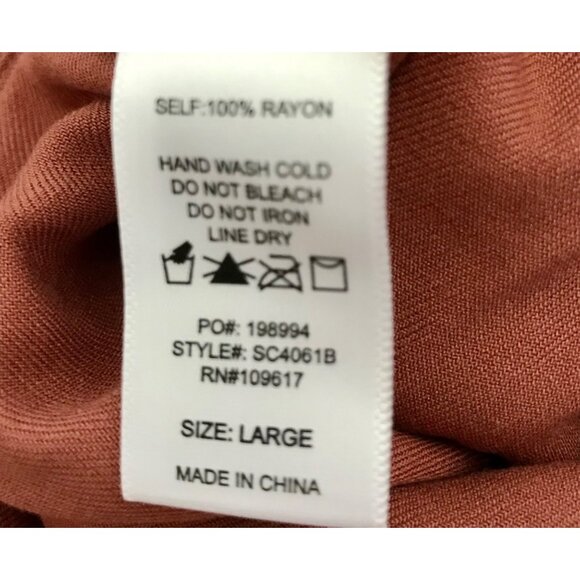 SELF:100% RAYON
HAND WASH COLD
DO NOT BLEACH
DO NOT IRON
LINE DRY
PO#: 198994
STYLE#: SC4061B
RN#109617
SIZE: LARGE
MADE IN CHINA